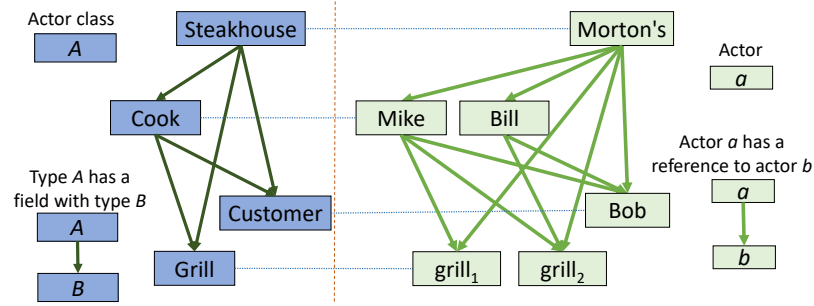 Actor class
A
Steakhouse
Morton's
Actor
a
Cook
Mike
Bill
Actor a has a
reference to actor b
a
b
Type A has a
field with type B
A
B
Customer
Bob
Grill
grill₁
grill₂